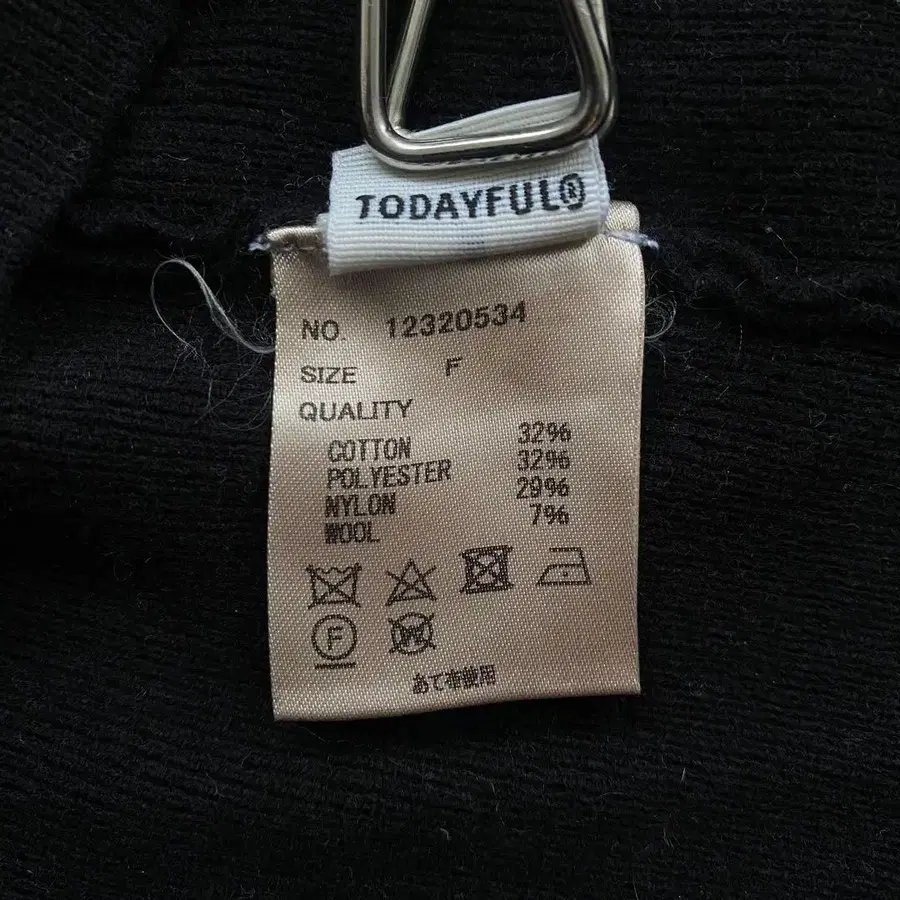 TODAYFUL®
NO. 12320534
SIZE F
QUALITY
COTTON 32%
POLYESTER 32%
NYLON 29%
WOOL 7%
F W
あて布使用